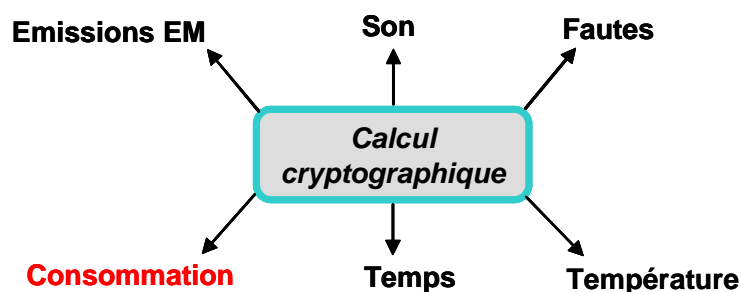 Emissions EM
Son
Fautes
Calcul
cryptographique
Consommation
Temps
Température